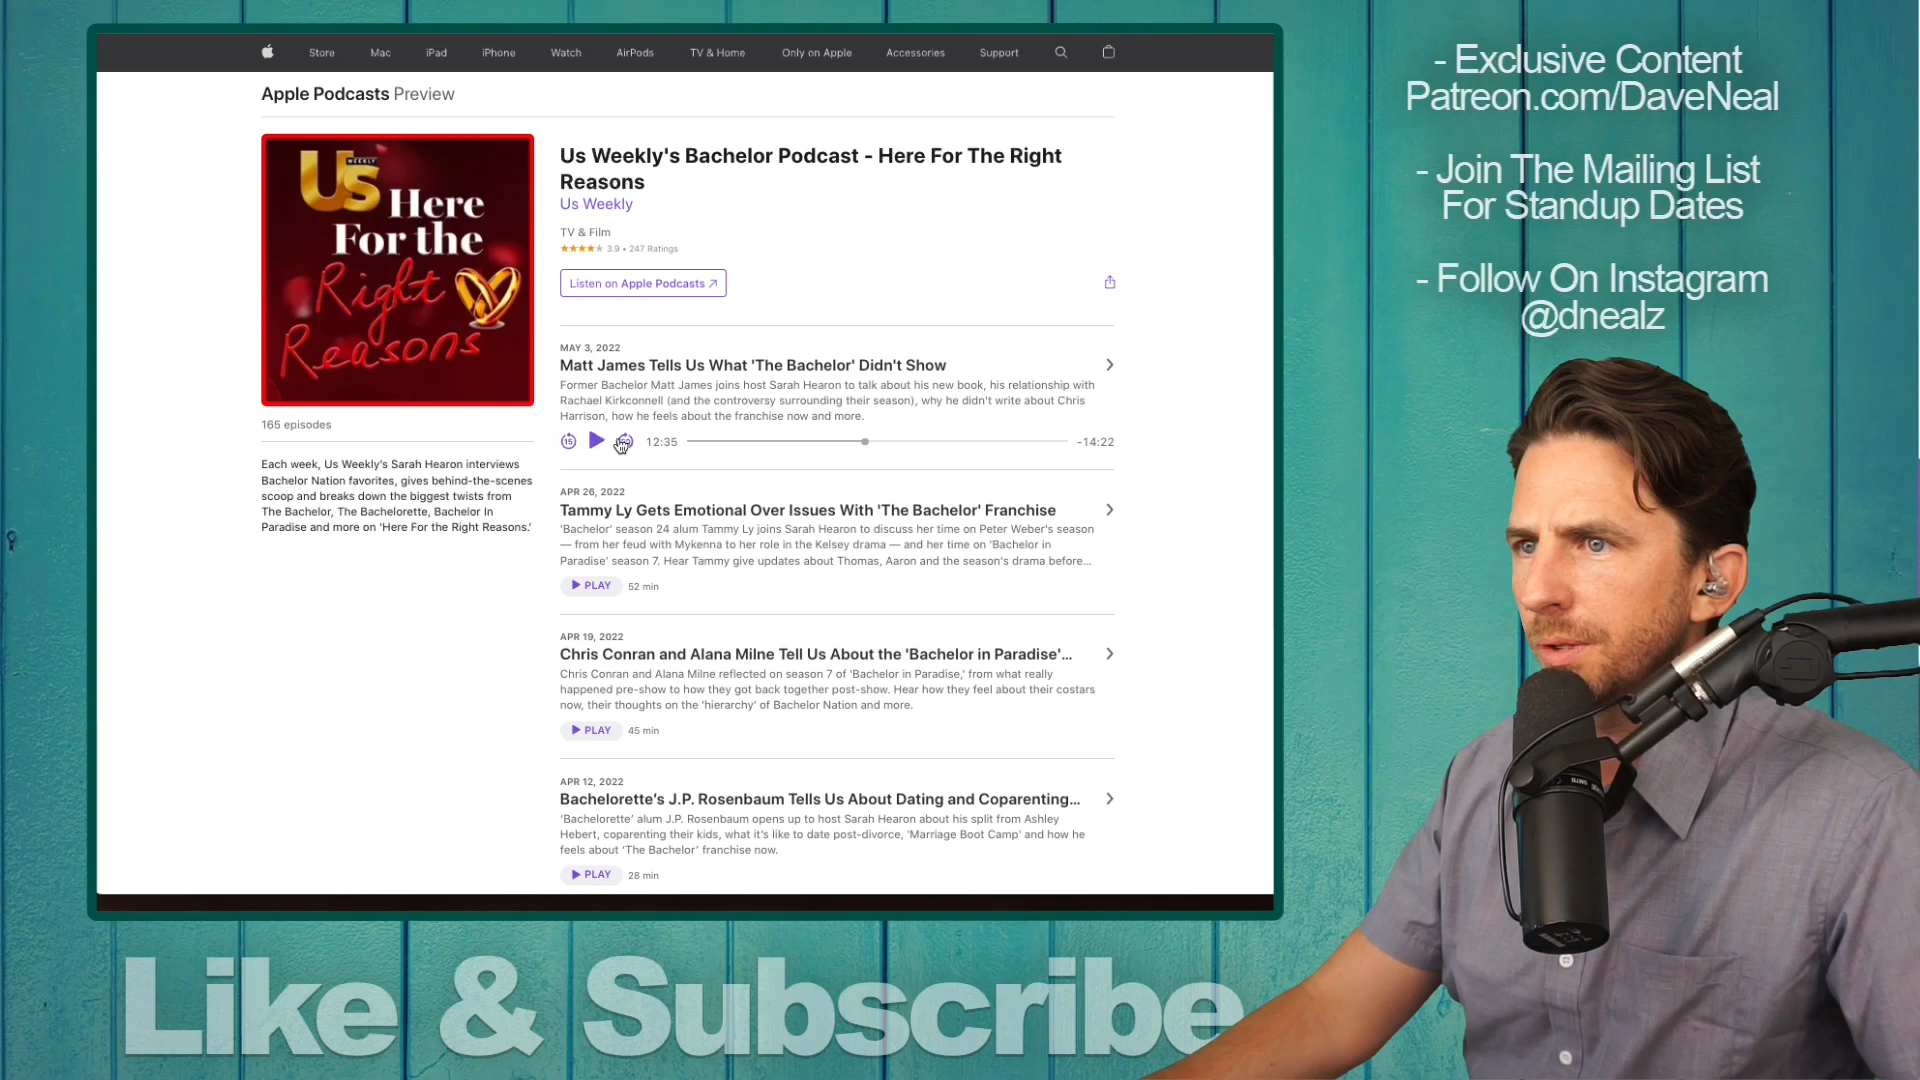 Store Mac iPad iPhone Watch AirPods TV & Home Only on Apple Accessories Support
Apple Podcasts Preview
US WEEKLY
Here
For the
Right
Reasons
165 episodes
Each week, Us Weekly's Sarah Hearon interviews
Bachelor Nation favorites, gives behind-the-scenes
scoop and breaks down the biggest twists from
The Bachelor, The Bachelorette, Bachelor In
Paradise and more on 'Here For the Right Reasons.'
Us Weekly's Bachelor Podcast - Here For The Right
Reasons
Us Weekly
TV & Film
3.9 • 247 Ratings
Listen on Apple Podcasts ↗
MAY 3, 2022
Matt James Tells Us What 'The Bachelor' Didn't Show
Former Bachelor Matt James joins host Sarah Hearon to talk about his new book, his relationship with
Rachael Kirkconnell (and the controversy surrounding their season), why he didn't write about Chris
Harrison, how he feels about the franchise now and more.
15 12:35 -14:22
APR 26, 2022
Tammy Ly Gets Emotional Over Issues With 'The Bachelor' Franchise
'Bachelor' season 24 alum Tammy Ly joins Sarah Hearon to discuss her time on Peter Weber's season
— from her feud with Mykenna to her role in the Kelsey drama — and her time on 'Bachelor in
Paradise' season 7. Hear Tammy give updates about Thomas, Aaron and the season's drama before...
PLAY 52 min
APR 19, 2022
Chris Conran and Alana Milne Tell Us About the 'Bachelor in Paradise'...
Chris Conran and Alana Milne reflected on season 7 of 'Bachelor in Paradise,' from what really
happened pre-show to how they got back together post-show. Hear how they feel about their costars
now, their thoughts on the 'hierarchy' of Bachelor Nation and more.
PLAY 45 min
APR 12, 2022
Bachelorette's J.P. Rosenbaum Tells Us About Dating and Coparenting...
'Bachelorette' alum J.P. Rosenbaum opens up to host Sarah Hearon about his split from Ashley
Hebert, coparenting their kids, what it's like to date post-divorce, 'Marriage Boot Camp' and how he
feels about 'The Bachelor' franchise now.
PLAY 28 min
- Exclusive Content
Patreon.com/DaveNeal
- Join The Mailing List
For Standup Dates
- Follow On Instagram
@dnealz
Like & Subscribe